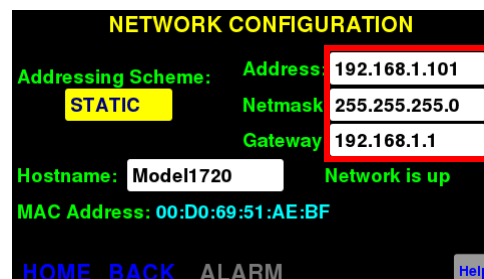 NETWORK CONFIGURATION
Addressing Scheme:
STATIC
Address: 192.168.1.101
Netmask 255.255.255.0
Gateway 192.168.1.1
Hostname: Model1720
Network is up
MAC Address: 00:D0:69:51:AE:BF
HOME BACK ALARM
Help